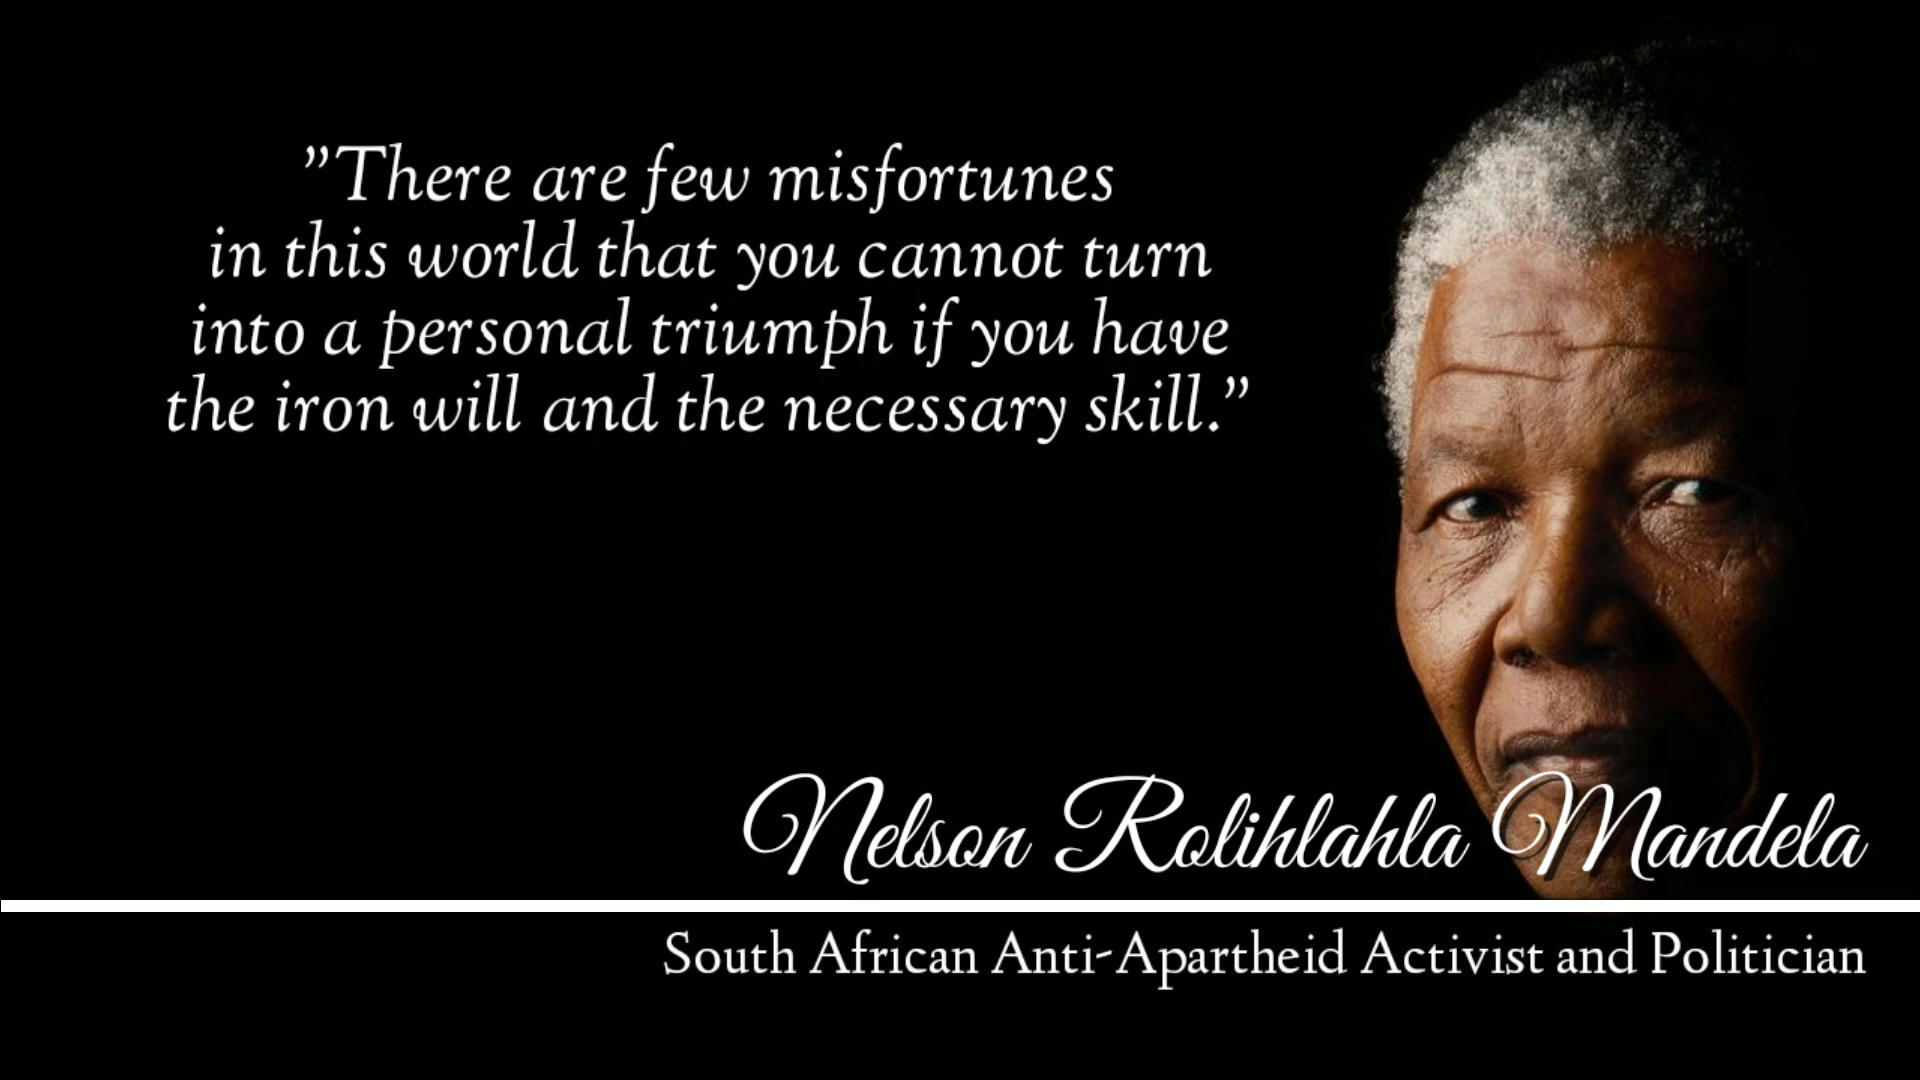 ”There are few misfortunes
in this world that you cannot turn
into a personal triumph if you have
the iron will and the necessary skill.”
Nelson Rolihlahla Mandela
South African Anti-Apartheid Activist and Politician